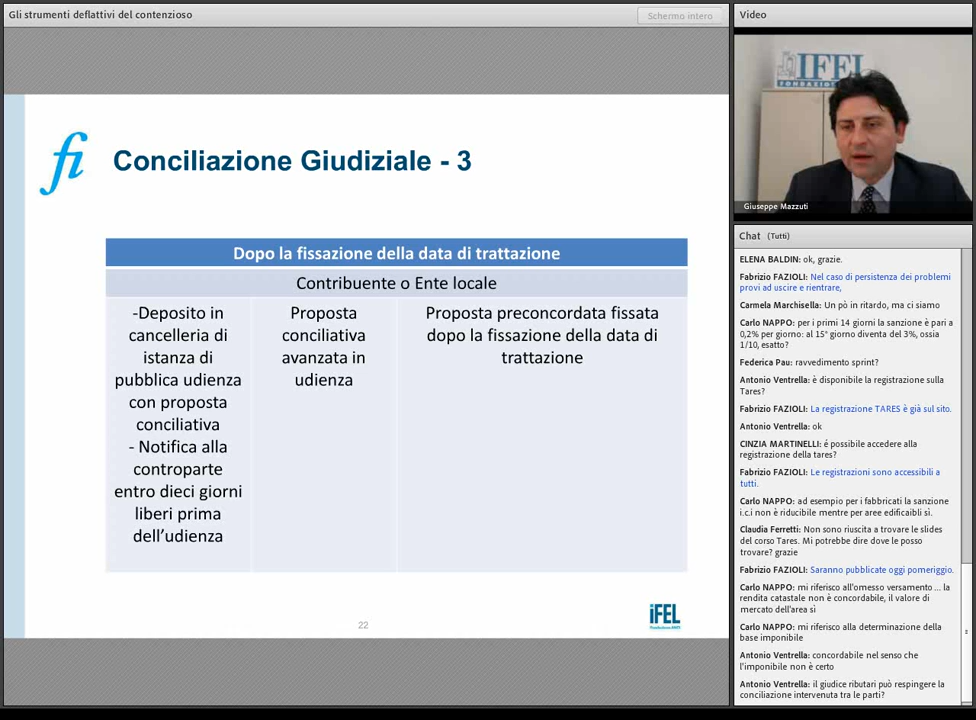 Gli strumenti deflattivi del contenzioso
Schermo intero
Conciliazione Giudiziale - 3
Dopo la fissazione della data di trattazione
Contribuente o Ente locale
-Deposito in
cancelleria di
istanza di
pubblica udienza
con proposta
conciliativa
- Notifica alla
controparte
entro dieci giorni
liberi prima
dell'udienza
Proposta
conciliativa
avanzata in
udienza
Proposta preconcordata fissata
dopo la fissazione della data di
trattazione
22
iFEL
Video
IFEL
Giuseppe Mazzuti
Chat (Tutti)
ELENA BALDIN: ok, grazie.
Fabrizio FAZIOLI: Nel caso di persistenza dei problemi
provi ad uscire e rientrare,
Carmela Marchisella: Un pò in ritardo, ma ci siamo
Carlo NAPPO: per i primi 14 giorni la sanzione è pari a
0,2% per giorno: al 15° giorno diventa del 3%, ossia
1/10, esatto?
Federica Pau: ravvedimento sprint?
Antonio Ventrella: è disponibile la registrazione sulla
Tares?
Fabrizio FAZIOLI: La registrazione TARES è già sul sito.
Antonio Ventrella: ok
CINZIA MARTINELLI: é possibile accedere alla
registrazione della tares?
Fabrizio FAZIOLI: Le registrazioni sono accessibili a
tutti.
Carlo NAPPO: ad esempio per i fabbricati la sanzione
i.c.i non è riducibile mentre per aree edificaibli sì.
Claudia Ferretti: Non sono riuscita a trovare le slides
del corso Tares. Mi potrebbe dire dove le posso
trovare? grazie
Fabrizio FAZIOLI: Saranno pubblicate oggi pomeriggio.
Carlo NAPPO: mi riferisco all'omesso versamento ... la
rendita catastale non è concordabile, il valore di
mercato dell'area sì
Carlo NAPPO: mi riferisco alla determinazione della
base imponibile
Antonio Ventrella: concordabile nel senso che
l'imponibile non è certo
Antonio Ventrella: il giudice ributari può respingere la
conciliazione intervenuta tra le parti?